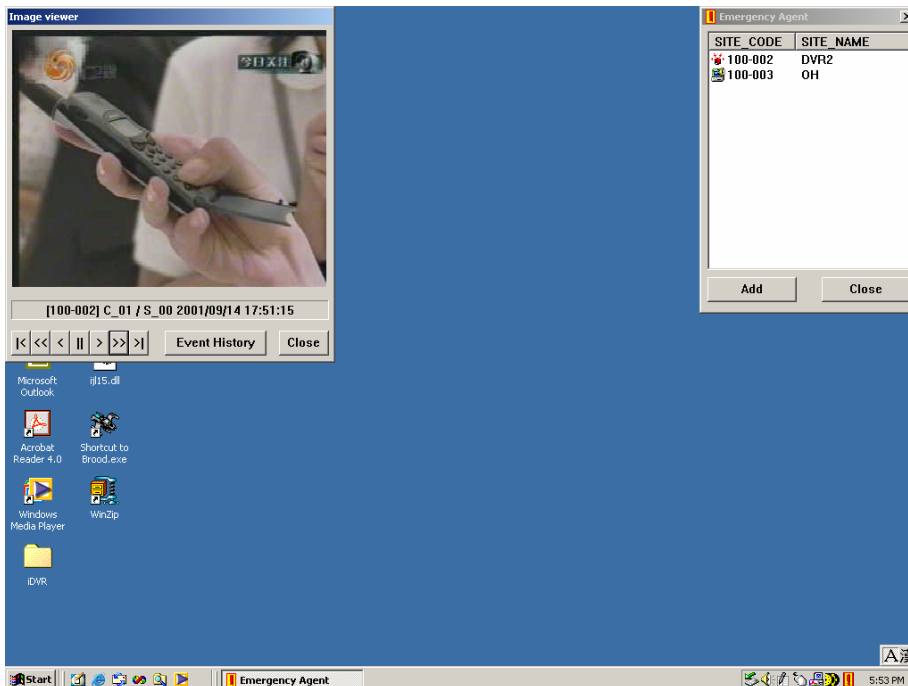 Image viewer
今日关注
[100-002] C_01 / S_00 2001/09/14 17:51:15
|< << < || > >> >|
Event History
Close
Emergency Agent
SITE_CODE SITE_NAME
100-002 DVR2
100-003 OH
Add
Close
Microsoft Outlook
ijl15.dll
Acrobat Reader 4.0
Shortcut to Brood.exe
Windows Media Player
WinZip
iDVR
A漢
Start
Emergency Agent
5:53 PM